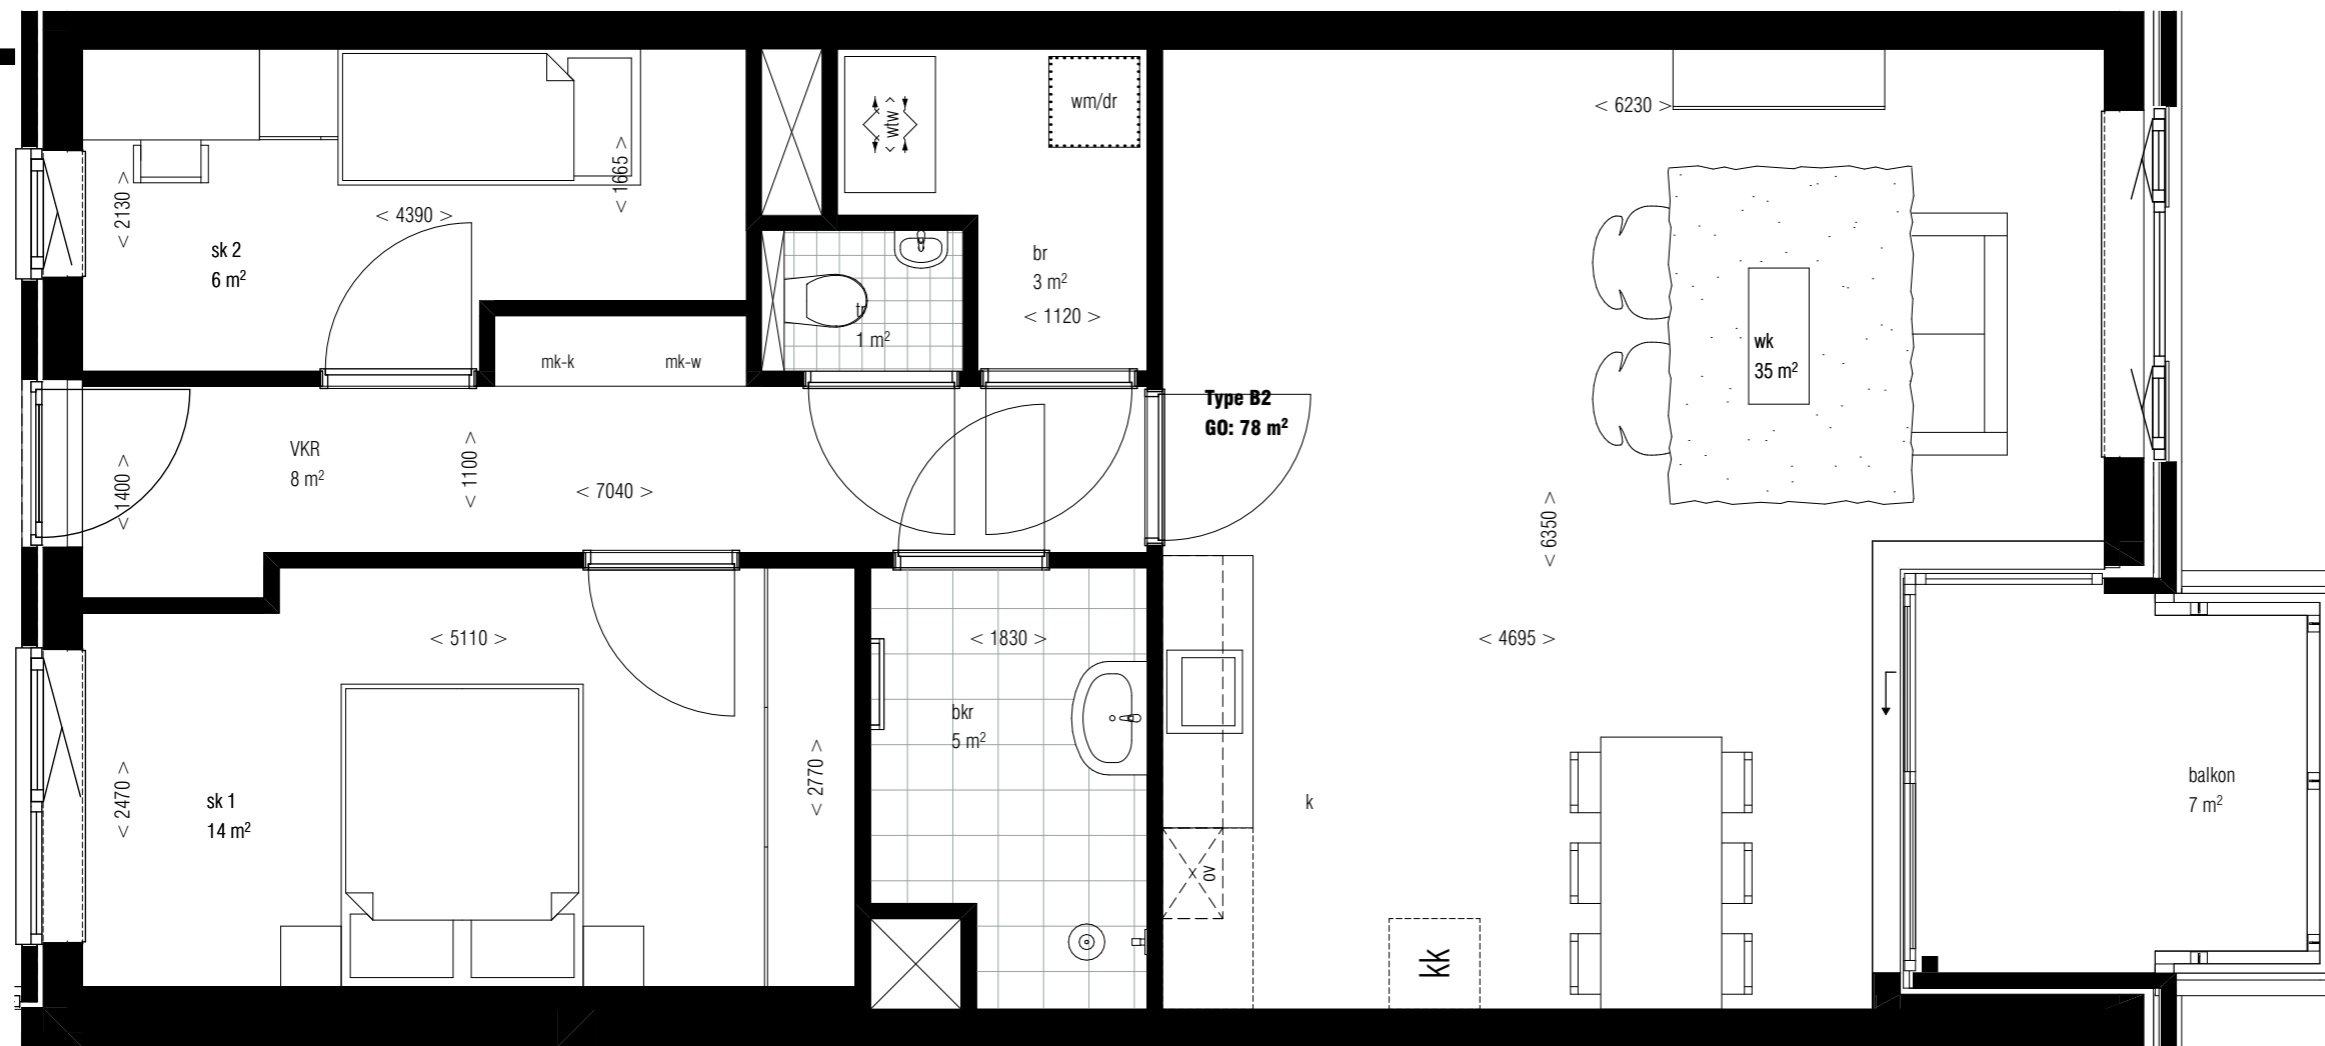 < 6230 >
wm/dr
< wtw >
< 1665 >
< 2130 >
< 4390 >
sk 2
6 m²
br
3 m²
< 1120 >
tr
1 m²
mk-k
mk-w
wk
35 m²
Type B2
GO: 78 m²
VKR
8 m²
< 1400 >
< 1100 >
< 7040 >
< 6350 >
< 5110 >
< 1830 >
< 4695 >
bkr
5 m²
< 2470 >
< 2770 >
sk 1
14 m²
k
balkon
7 m²
ov
kk